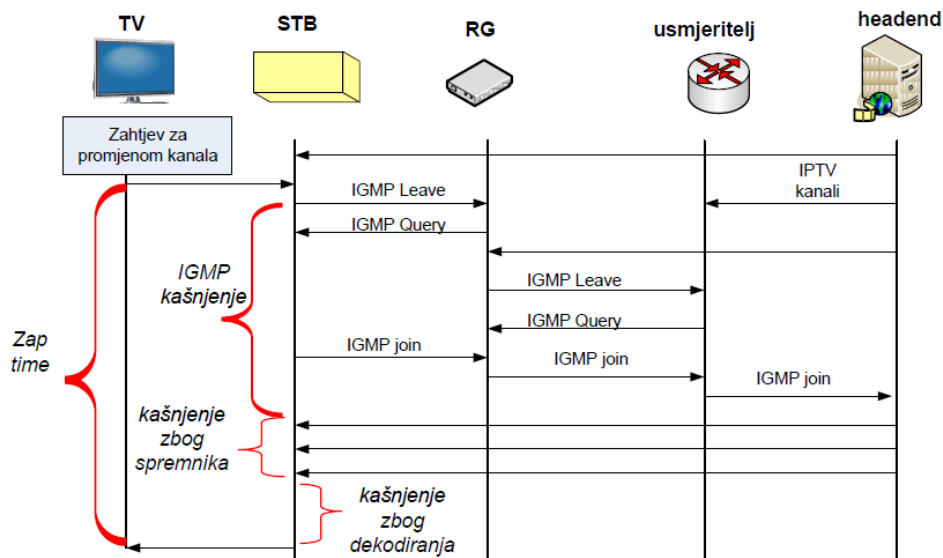 TV
STB
RG
usmjeritelj
headend
Zahtjev za
promjenom kanala
IPTV
kanali
IGMP Leave
IGMP Query
IGMP
kašnjenje
IGMP Leave
IGMP Query
Zap
time
IGMP join
IGMP join
IGMP join
kašnjenje
zbog
spremnika
kašnjenje
zbog
dekodiranja